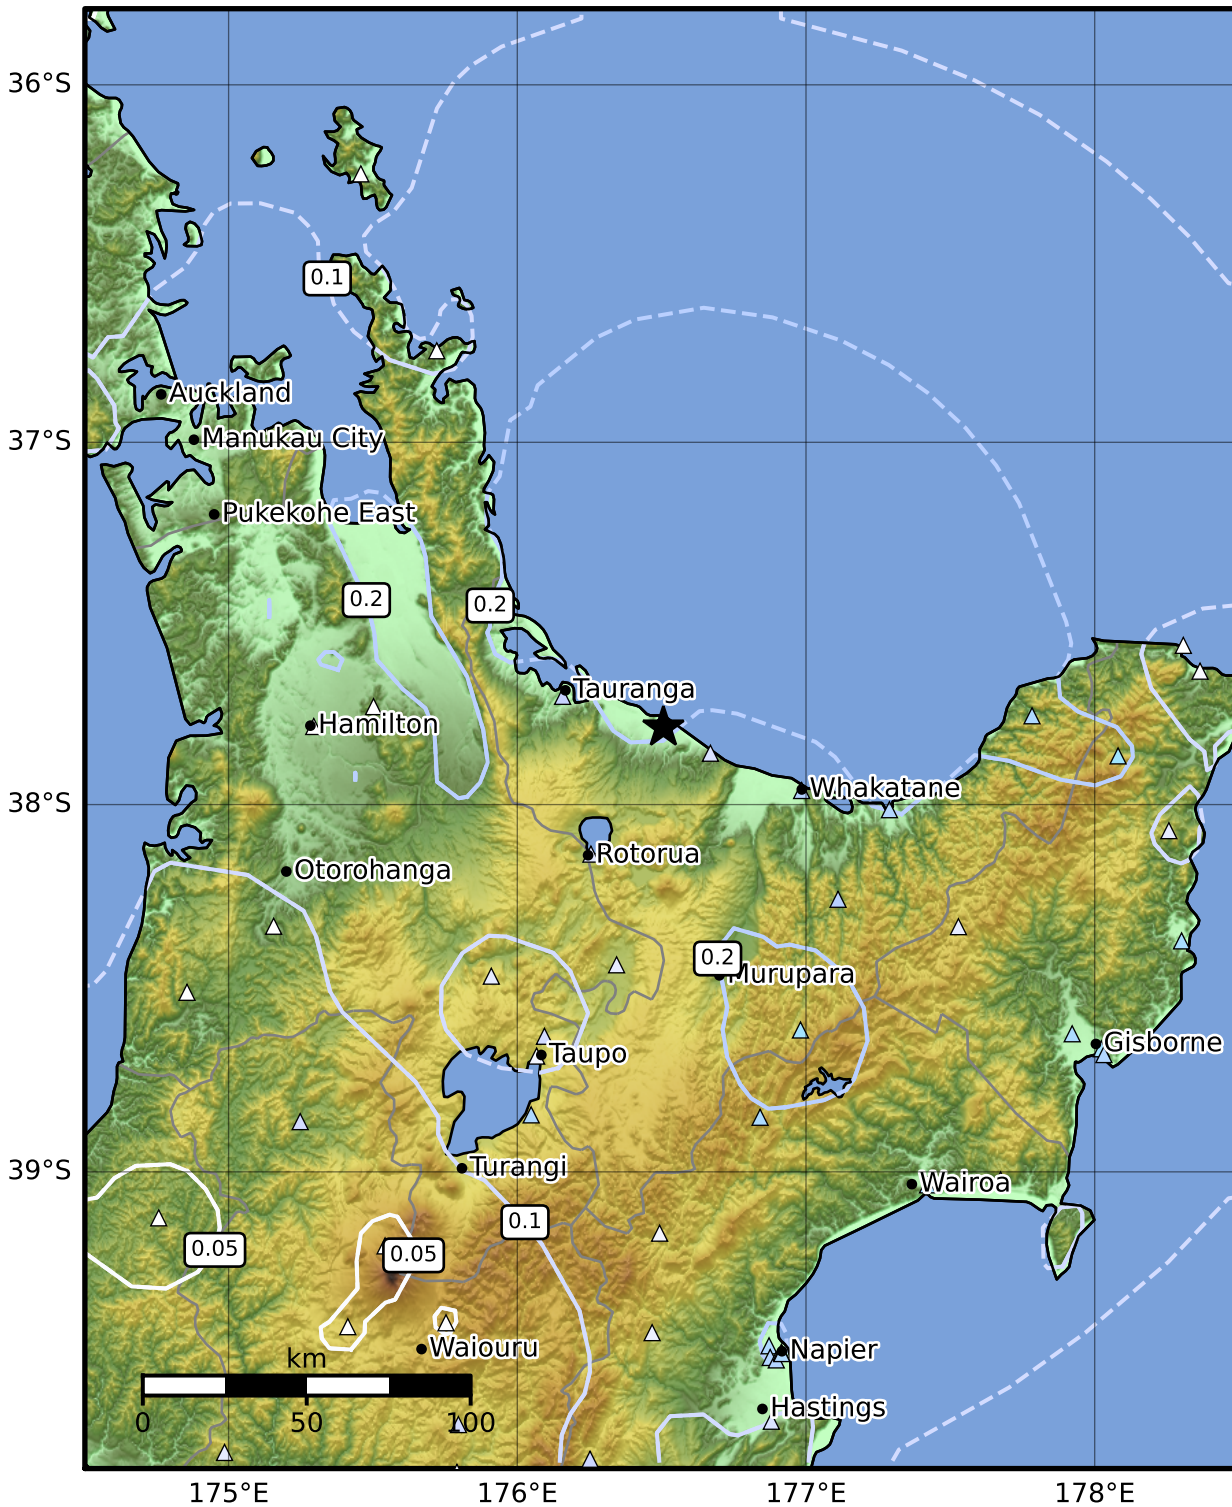 36°S
0.1
Auckland
37°S
Manukau City
Pukekohe East
0.2
0.2
Tauranga
Hamilton
Whakatane
38°S
Rotorua
Otorohanga
0.2
Murupara
Gisborne
Taupo
39°S
Turangi
Wairoa
0.1
0.05
0.05
Waiouru
Napier
km
Hastings
0 50 100
175°E 176°E 177°E 178°E